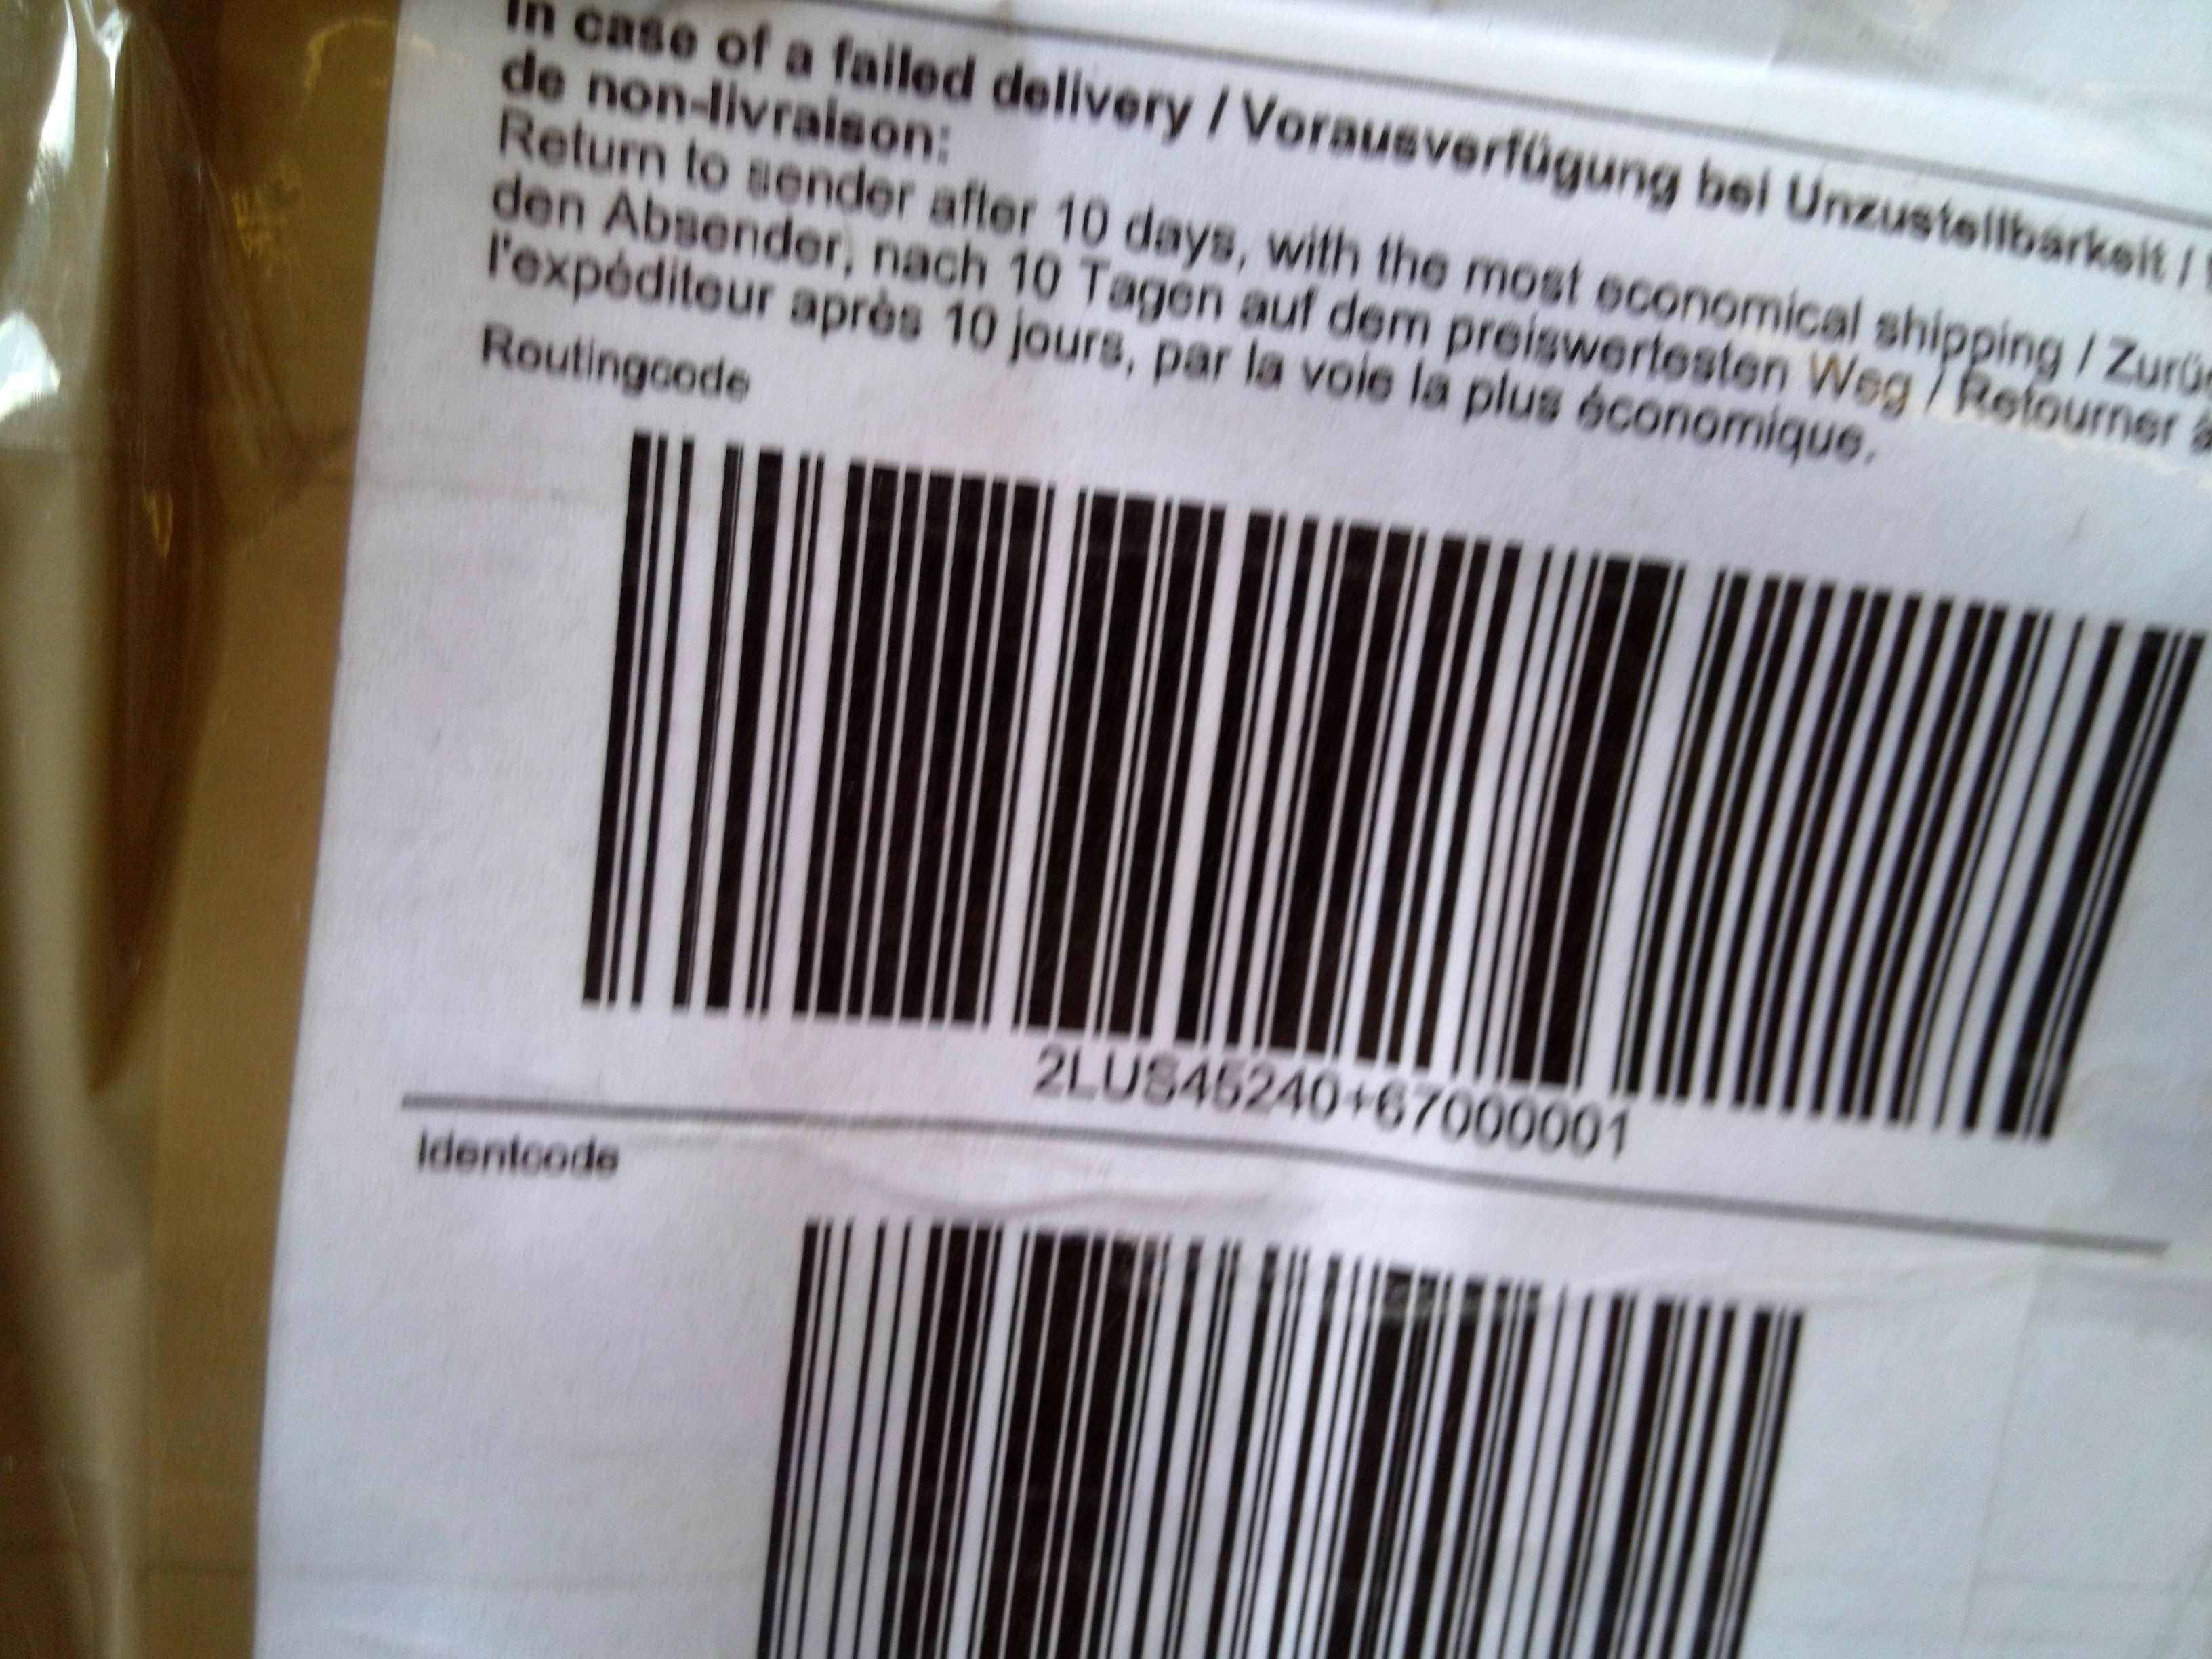 In case of a failed delivery / Vorausverfügung bei Unzustellbarkeit /
de non-livraison:
Return to sender after 10 days, with the most economical shipping / Zurü
den Absender, nach 10 Tagen auf dem preiswertesten Weg / Retourner à
l'expéditeur après 10 jours, par la voie la plus économique.
Routingcode
2LUS45240+67000001
Identcode